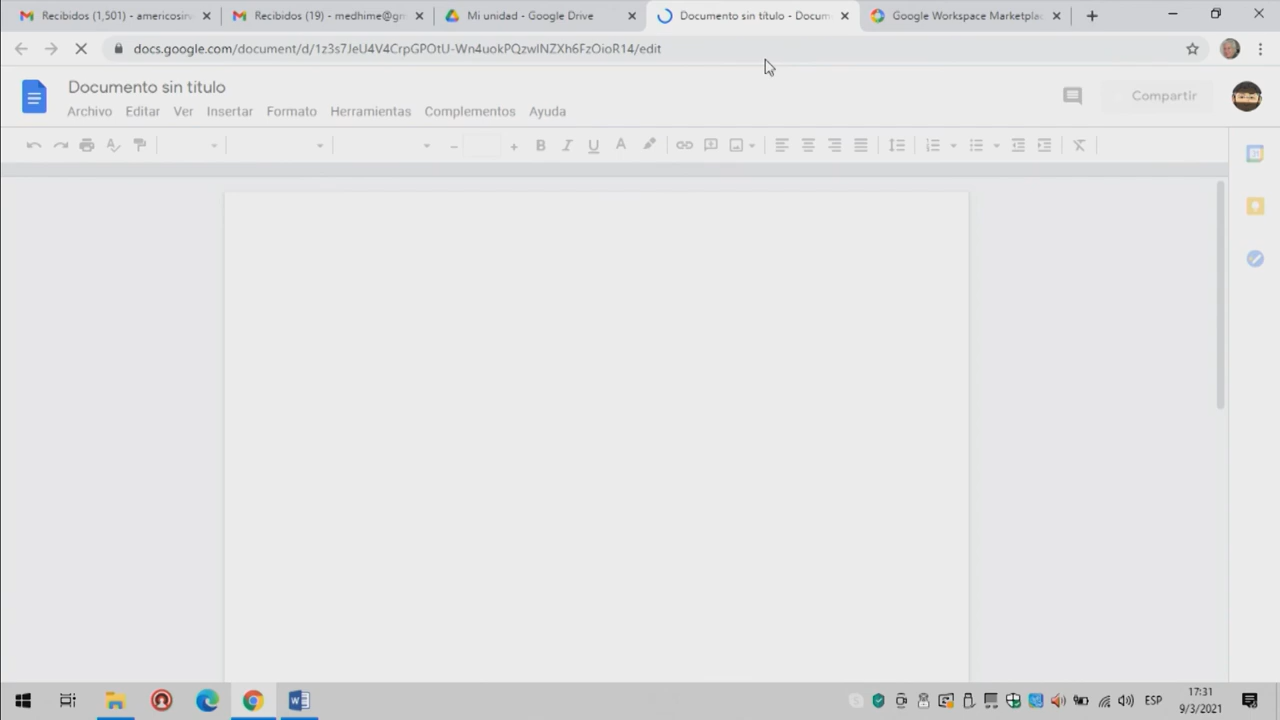 Recibidos (1,501) - americosin
Recibidos (19) - medhime@gm
Mi unidad - Google Drive
Documento sin título - Docum
Google Workspace Marketpla
docs.google.com/document/d/1z3s7JeU4V4CrpGPOtU-Wn4uokPQzwINZXh6FzOioR14/edit
Documento sin título
Archivo Editar Ver Insertar Formato Herramientas Complementos Ayuda
Compartir
ESP
17:31
9/3/2021